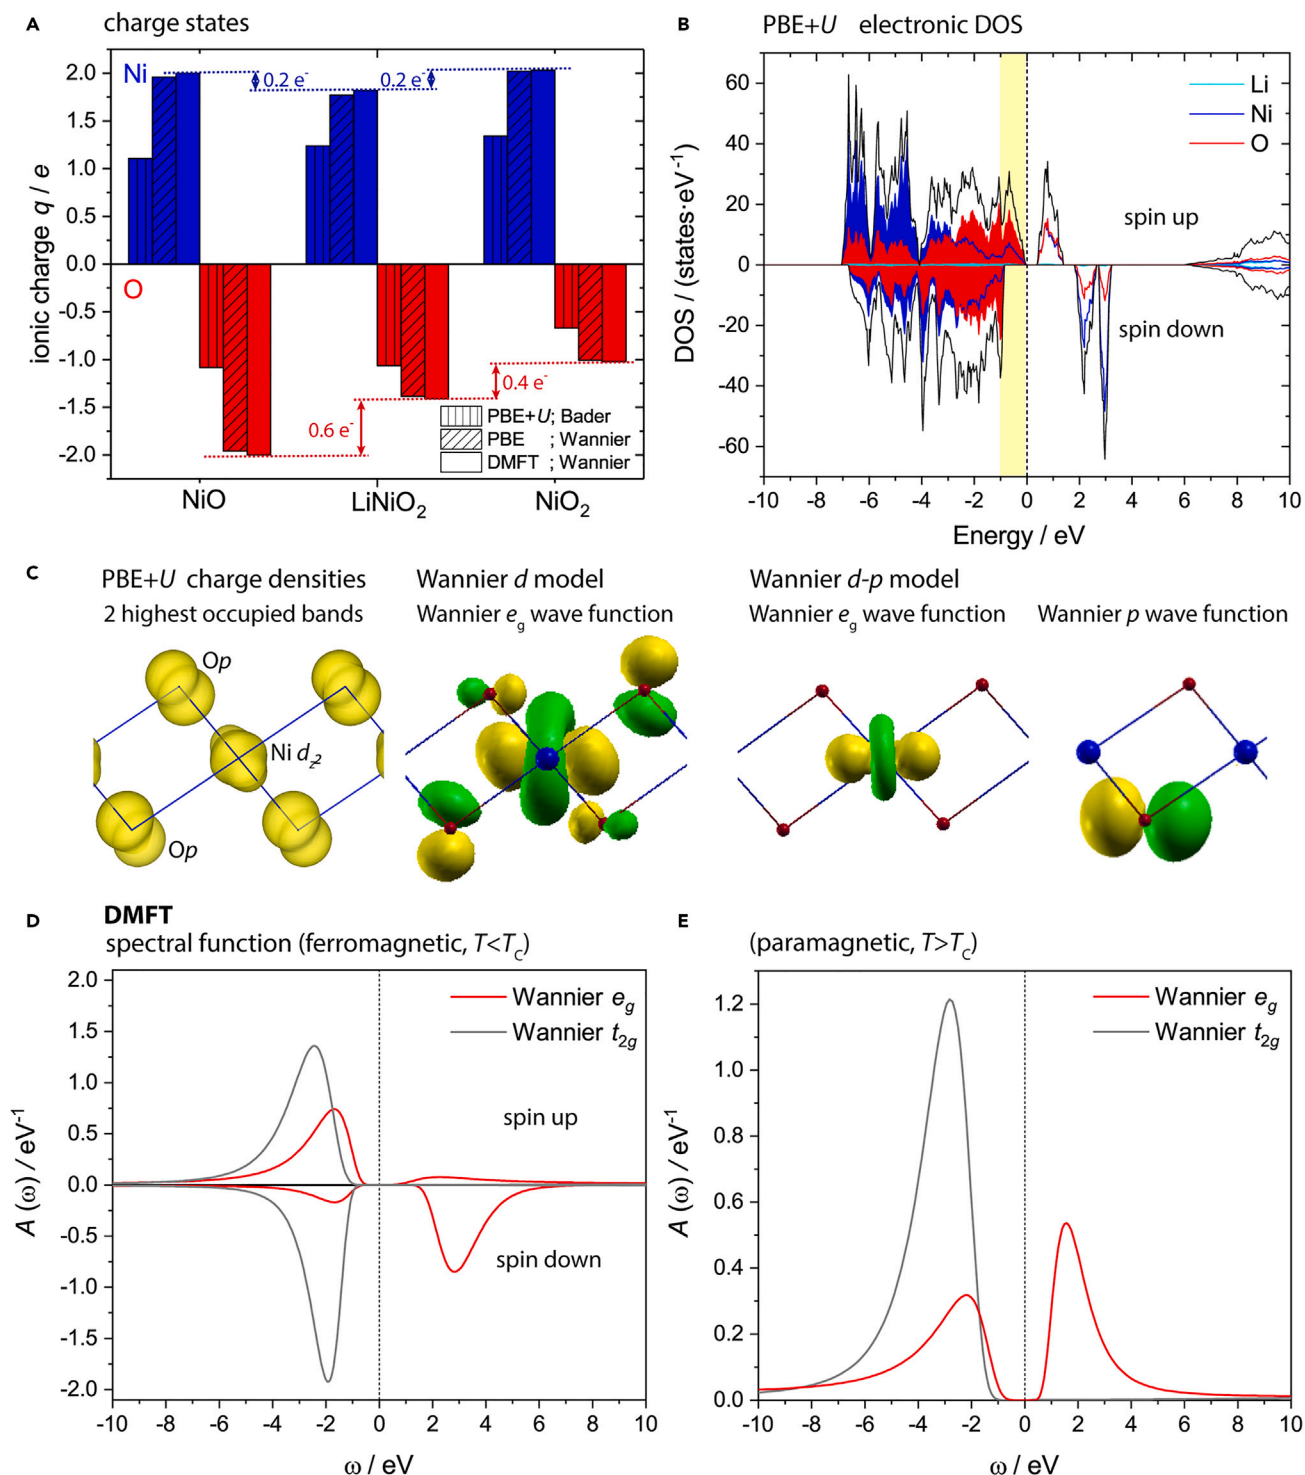 A charge states
Ni
0.2 e⁻
0.2 e⁻
O
0.6 e⁻
0.4 e⁻
PBE+U; Bader
PBE ; Wannier
DMFT ; Wannier
ionic charge q / e
2.0
1.5
1.0
0.5
0.0
-0.5
-1.0
-1.5
-2.0
NiO LiNiO₂ NiO₂
B PBE+U electronic DOS
Li
Ni
O
spin up
spin down
DOS / (states·eV⁻¹)
60
40
20
0
-20
-40
-60
-10 -8 -6 -4 -2 0 2 4 6 8 10
Energy / eV
C PBE+U charge densities
2 highest occupied bands
Op
Ni d_z²
Op
Wannier d model
Wannier e_g wave function
Wannier d-p model
Wannier e_g wave function
Wannier p wave function
D DMFT
spectral function (ferromagnetic, T<T_C)
Wannier e_g
Wannier t_2g
spin up
spin down
A (ω) / eV⁻¹
2.0
1.5
1.0
0.5
0.0
-0.5
-1.0
-1.5
-2.0
-10 -8 -6 -4 -2 0 2 4 6 8 10
ω / eV
E (paramagnetic, T>T_C)
Wannier e_g
Wannier t_2g
A (ω) / eV⁻¹
1.2
1.0
0.8
0.6
0.4
0.2
0.0
-10 -8 -6 -4 -2 0 2 4 6 8 10
ω / eV